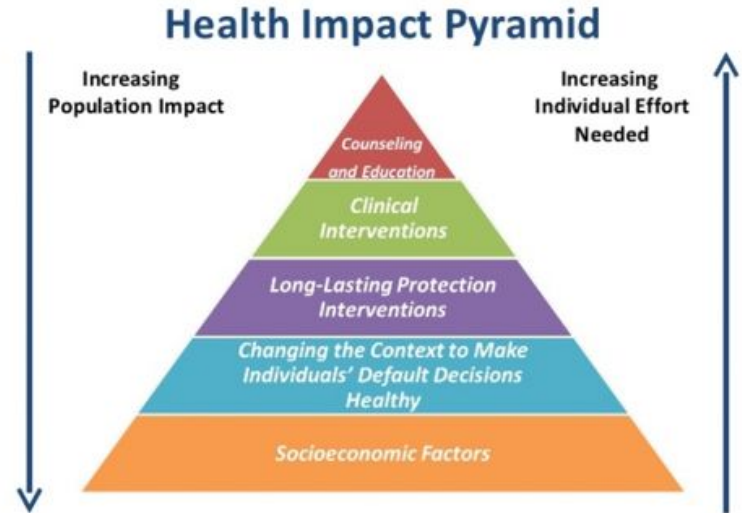 Health Impact Pyramid
Increasing
Population Impact
Increasing
Individual Effort
Needed
Counseling
and Education
Clinical
Interventions
Long-Lasting Protection
Interventions
Changing the Context to Make
Individuals’ Default Decisions
Healthy
Socioeconomic Factors